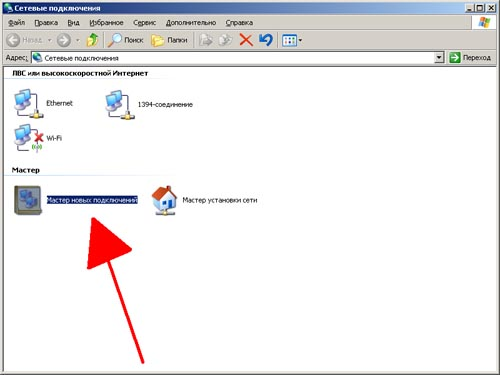 Сетевые подключения
Файл Правка Вид Избранное Сервис Дополнительно Справка
Назад Поиск Папки
Адрес: Сетевые подключения Переход
ЛВС или высокоскоростной Интернет
Ethernet 1394-соединение
Wi-Fi
Мастер
Мастер новых подключений Мастер установки сети